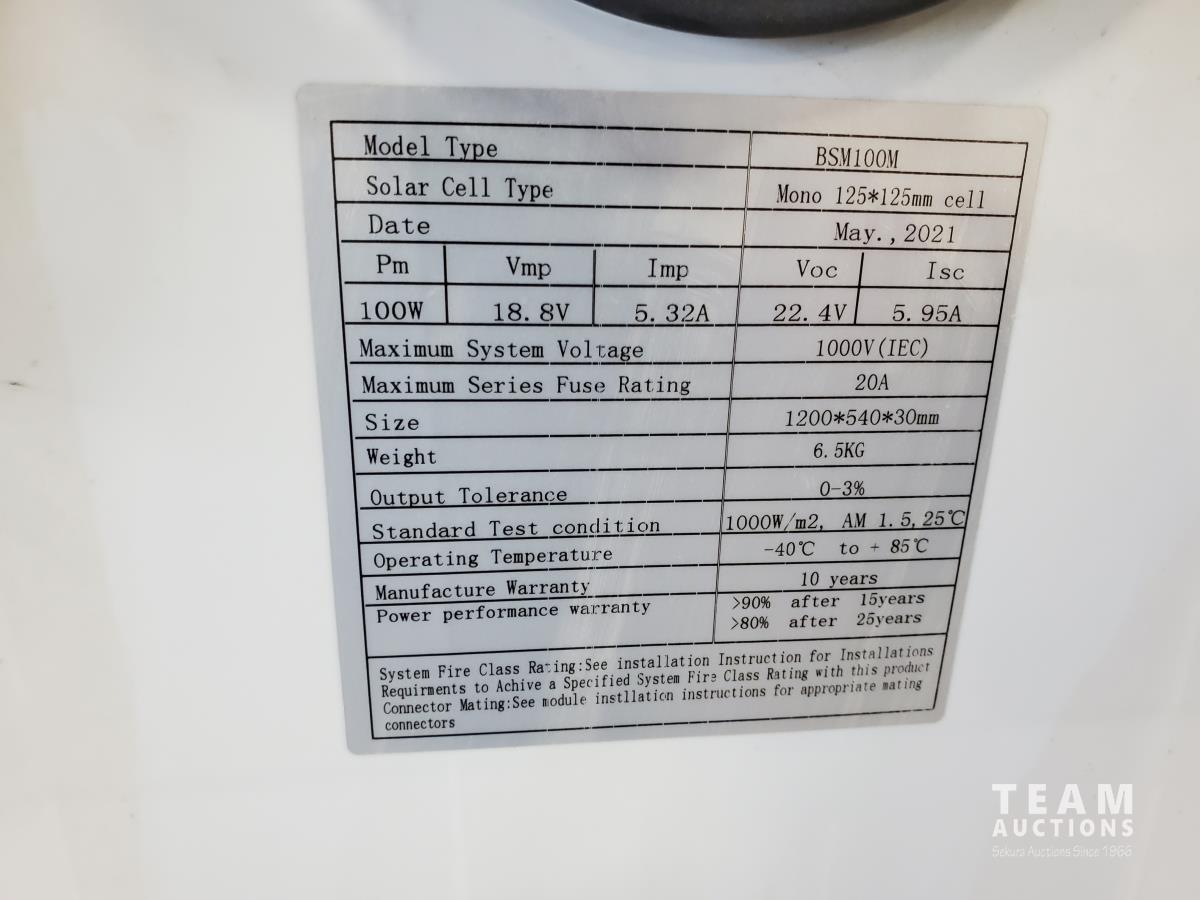 Model Type BSM100M
Solar Cell Type Mono 125*125mm cell
Date May.,2021
Pm Vmp Imp Voc Isc
100W 18.8V 5.32A 22.4V 5.95A
Maximum System Voltage 1000V(IEC)
Maximum Series Fuse Rating 20A
Size 1200*540*30mm
Weight 6.5KG
Output Tolerance 0-3%
Standard Test condition 1000W/m2, AM 1.5,25℃
Operating Temperature -40℃ to + 85℃
Manufacture Warranty 10 years
Power performance warranty >90% after 15years
>80% after 25years
System Fire Class Rating:See installation Instruction for Installations
Requirments to Achive a Specified System Fire Class Rating with this product
Connector Mating:See module instllation instructions for appropriate mating
connectors
TEAM
AUCTIONS
Sekura Auctions Since 1966